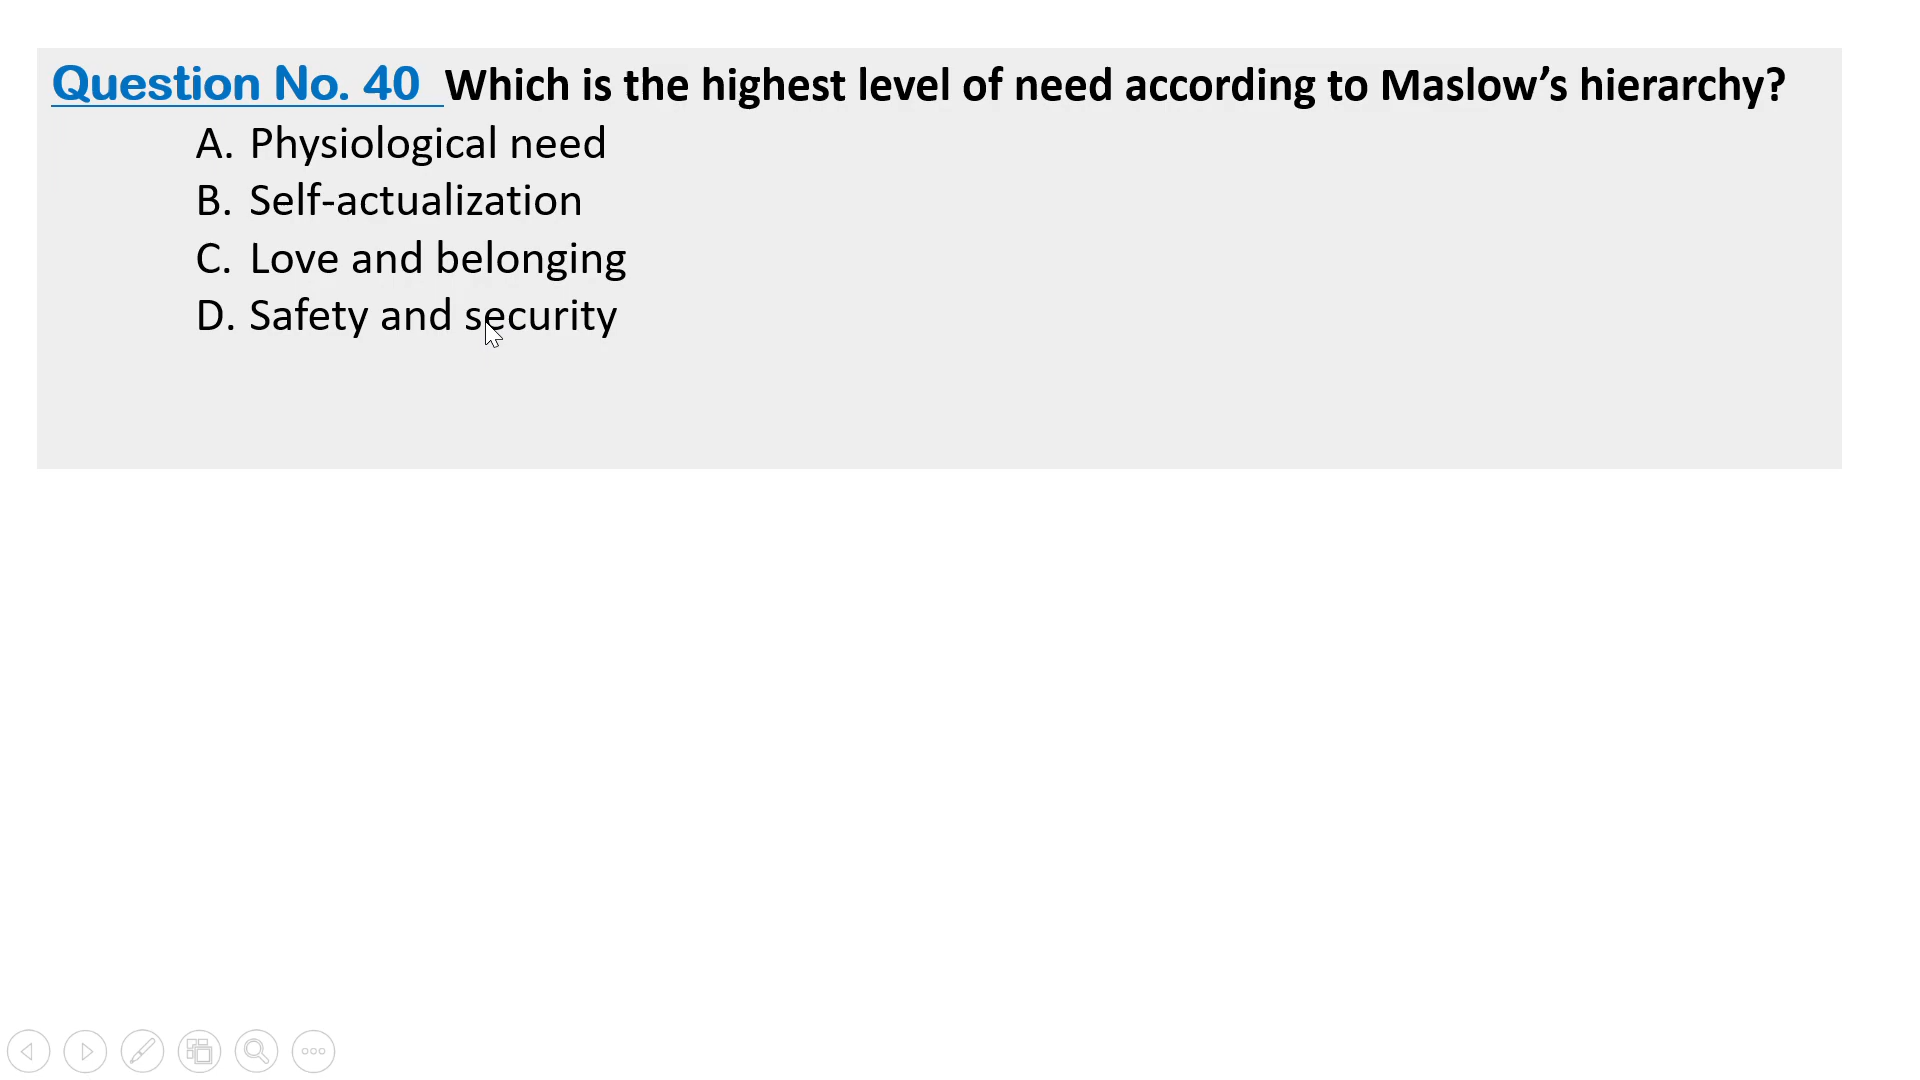 Question No. 40 Which is the highest level of need according to Maslow’s hierarchy?
A. Physiological need
B. Self-actualization
C. Love and belonging
D. Safety and security